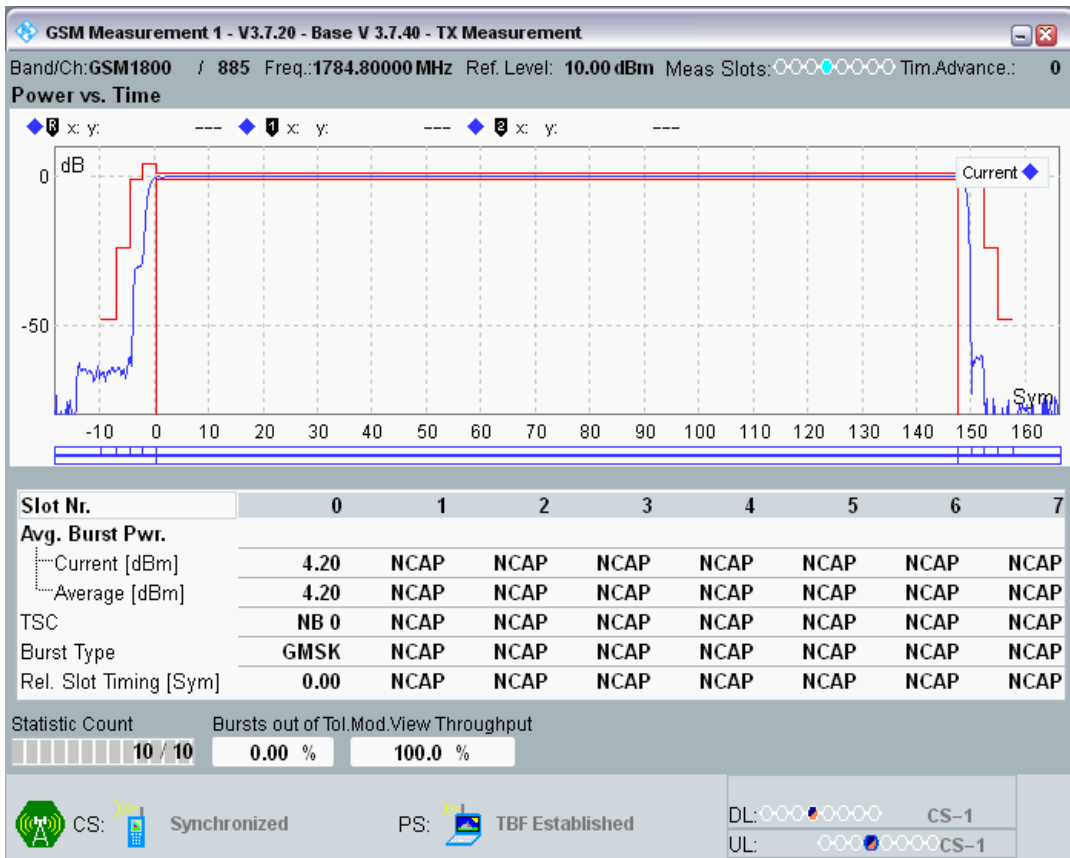 GSM Measurement 1 - V3.7.20 - Base V 3.7.40 - TX Measurement
Band/Ch:GSM1800 / 885 Freq.:1784.80000 MHz Ref. Level: 10.00 dBm Meas Slots: Tim.Advance.: 0
Power vs. Time
R x: y: --- 1 x: y: --- 2 x: y: ---
dB
Current
0
-50
Sym
-10 0 10 20 30 40 50 60 70 80 90 100 110 120 130 140 150 160
Slot Nr. 0 1 2 3 4 5 6 7
Avg. Burst Pwr.
Current [dBm] 4.20 NCAP NCAP NCAP NCAP NCAP NCAP NCAP
Average [dBm] 4.20 NCAP NCAP NCAP NCAP NCAP NCAP NCAP
TSC NB 0 NCAP NCAP NCAP NCAP NCAP NCAP NCAP
Burst Type GMSK NCAP NCAP NCAP NCAP NCAP NCAP NCAP
Rel. Slot Timing [Sym] 0.00 NCAP NCAP NCAP NCAP NCAP NCAP NCAP
Statistic Count Bursts out of Tol.Mod.View Throughput
10 / 10 0.00 % 100.0 %
CS: Synchronized PS: TBF Established
DL: CS-1
UL: CS-1